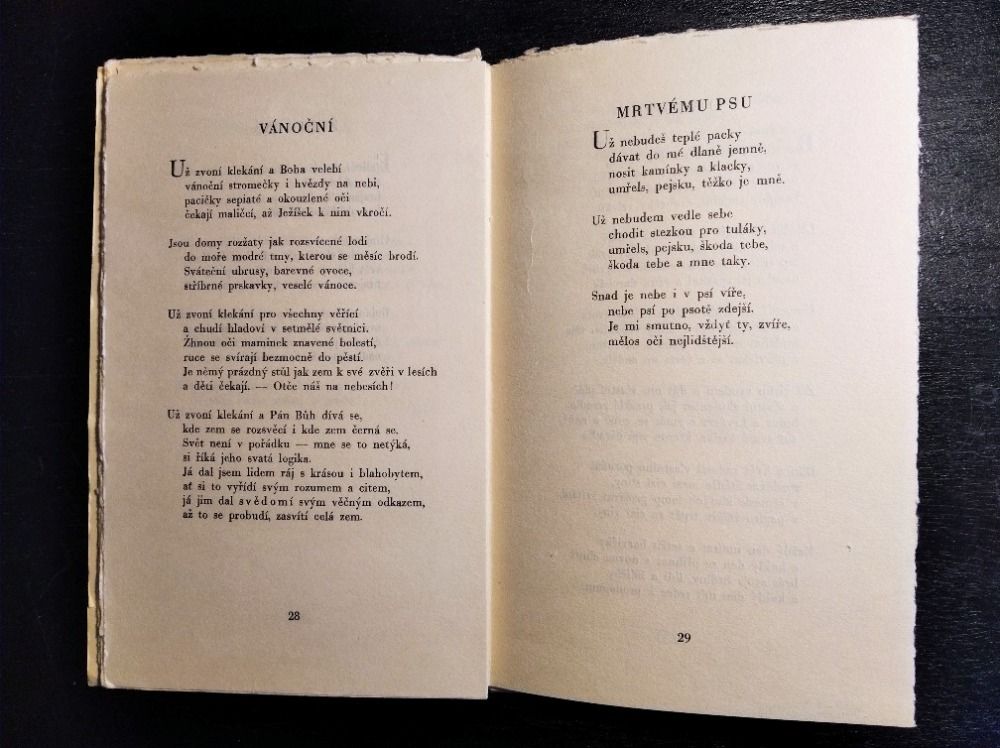 VÁNOČNÍ
Už zvoní klekání a Boha velebí
vánoční stromečky i hvězdy na nebi,
pacičky sepiaté a okouzlené oči
čekají maličcí, až Ježíšek k nim vkročí.
Jsou domy rozžaty jak rozsvícené lodi
do moře modré tmy, kterou se měsíc brodí.
Sváteční ubrusy, barevné ovoce,
stříbrné prskavky, veselé vánoce.
Už zvoní klekání pro všechny věřící
a chudí hladoví v setmělé světnici.
Žhnou oči maminek znavené bolestí,
ruce se svírají bezmocně do pěstí.
Je němý prázdný stůl jak zem k své zvěři v lesích
a děti čekají. — Otče náš na nebesích!
Už zvoní klekání a Pán Bůh dívá se,
kde zem se rozsvěcí i kde zem černá se.
Svět není v pořádku — mne se to netýká,
si říká jeho svatá logika.
Já dal jsem lidem ráj s krásou i blahobytem,
ať si to vyřídí svým rozumem a citem,
já jim dal svědomí svým věčným odkazem,
až to se probudí, zasvítí celá zem.
28
MRTVÉMU PSU
Už nebudeš teplé packy
dávat do mé dlaně jemně,
nosit kamínky a klacky,
umřels, pejsku, těžko je mně.
Už nebudem vedle sebe
chodit stezkou pro tuláky,
umřels, pejsku, škoda tebe,
škoda tebe a mne taky.
Snad je nebe i v psí víře,
nebe psí po psotě zdejší.
Je mi smutno, vždyť ty, zvíře,
mělos oči nejlidštější.
29